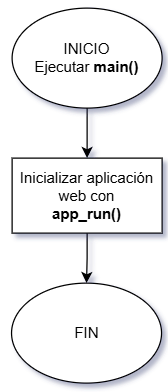 INICIO
Ejecutar main()
Inicializar aplicación
web con
app_run()
FIN